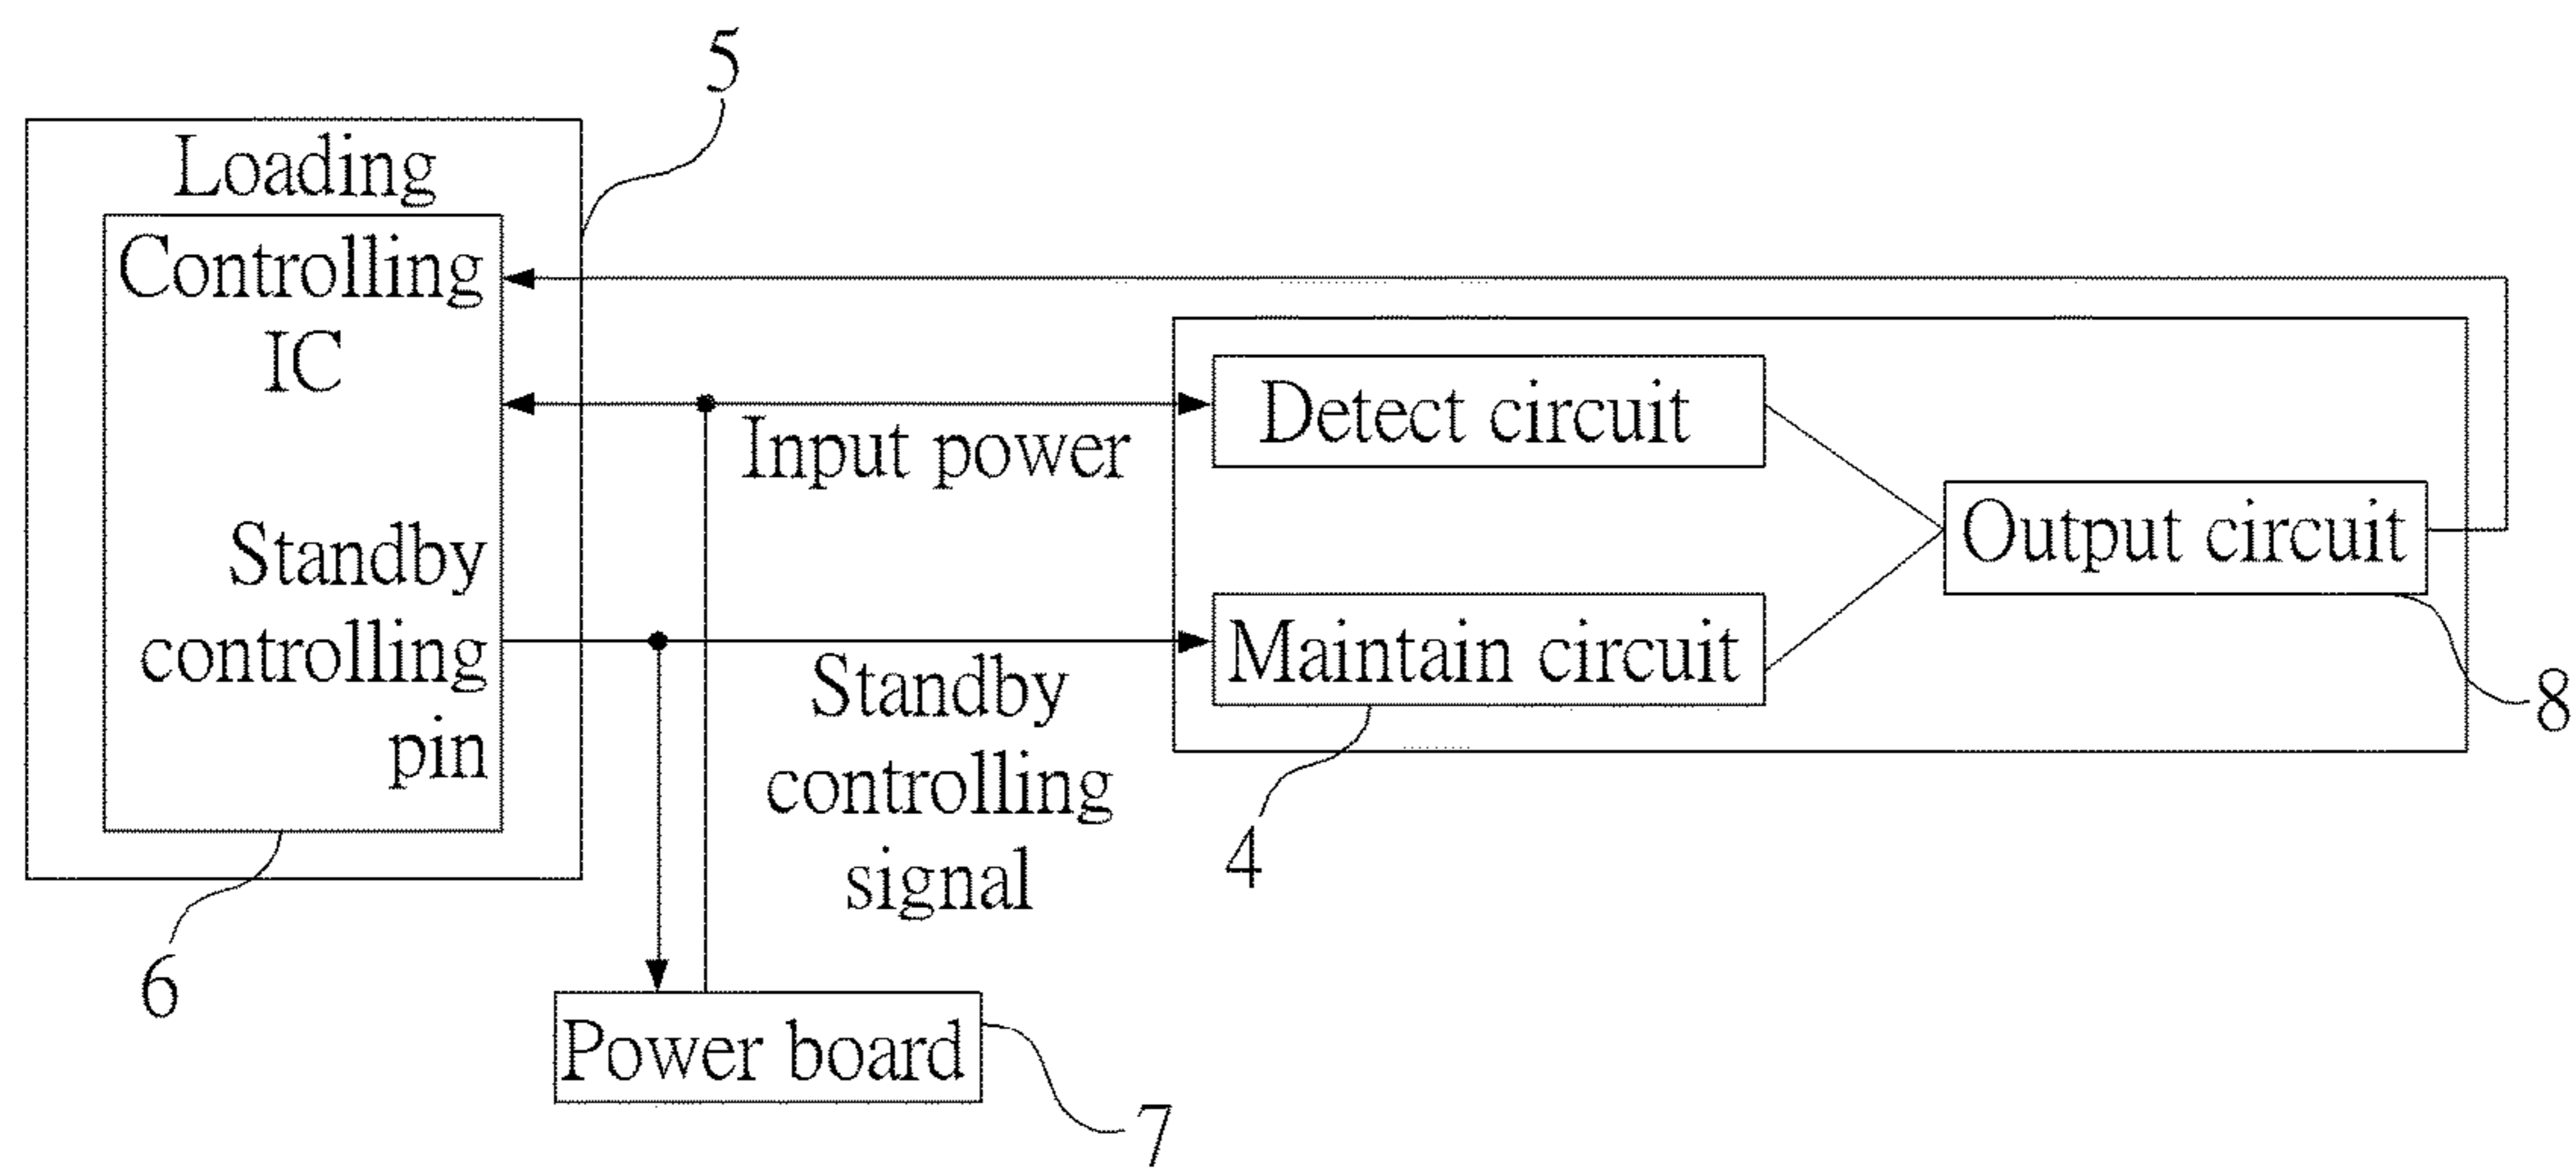 5
Loading
Controlling
IC
Input power
Detect circuit
Output circuit
Standby
controlling
pin
Maintain circuit
Standby
controlling
signal
8
4
6
Power board
7